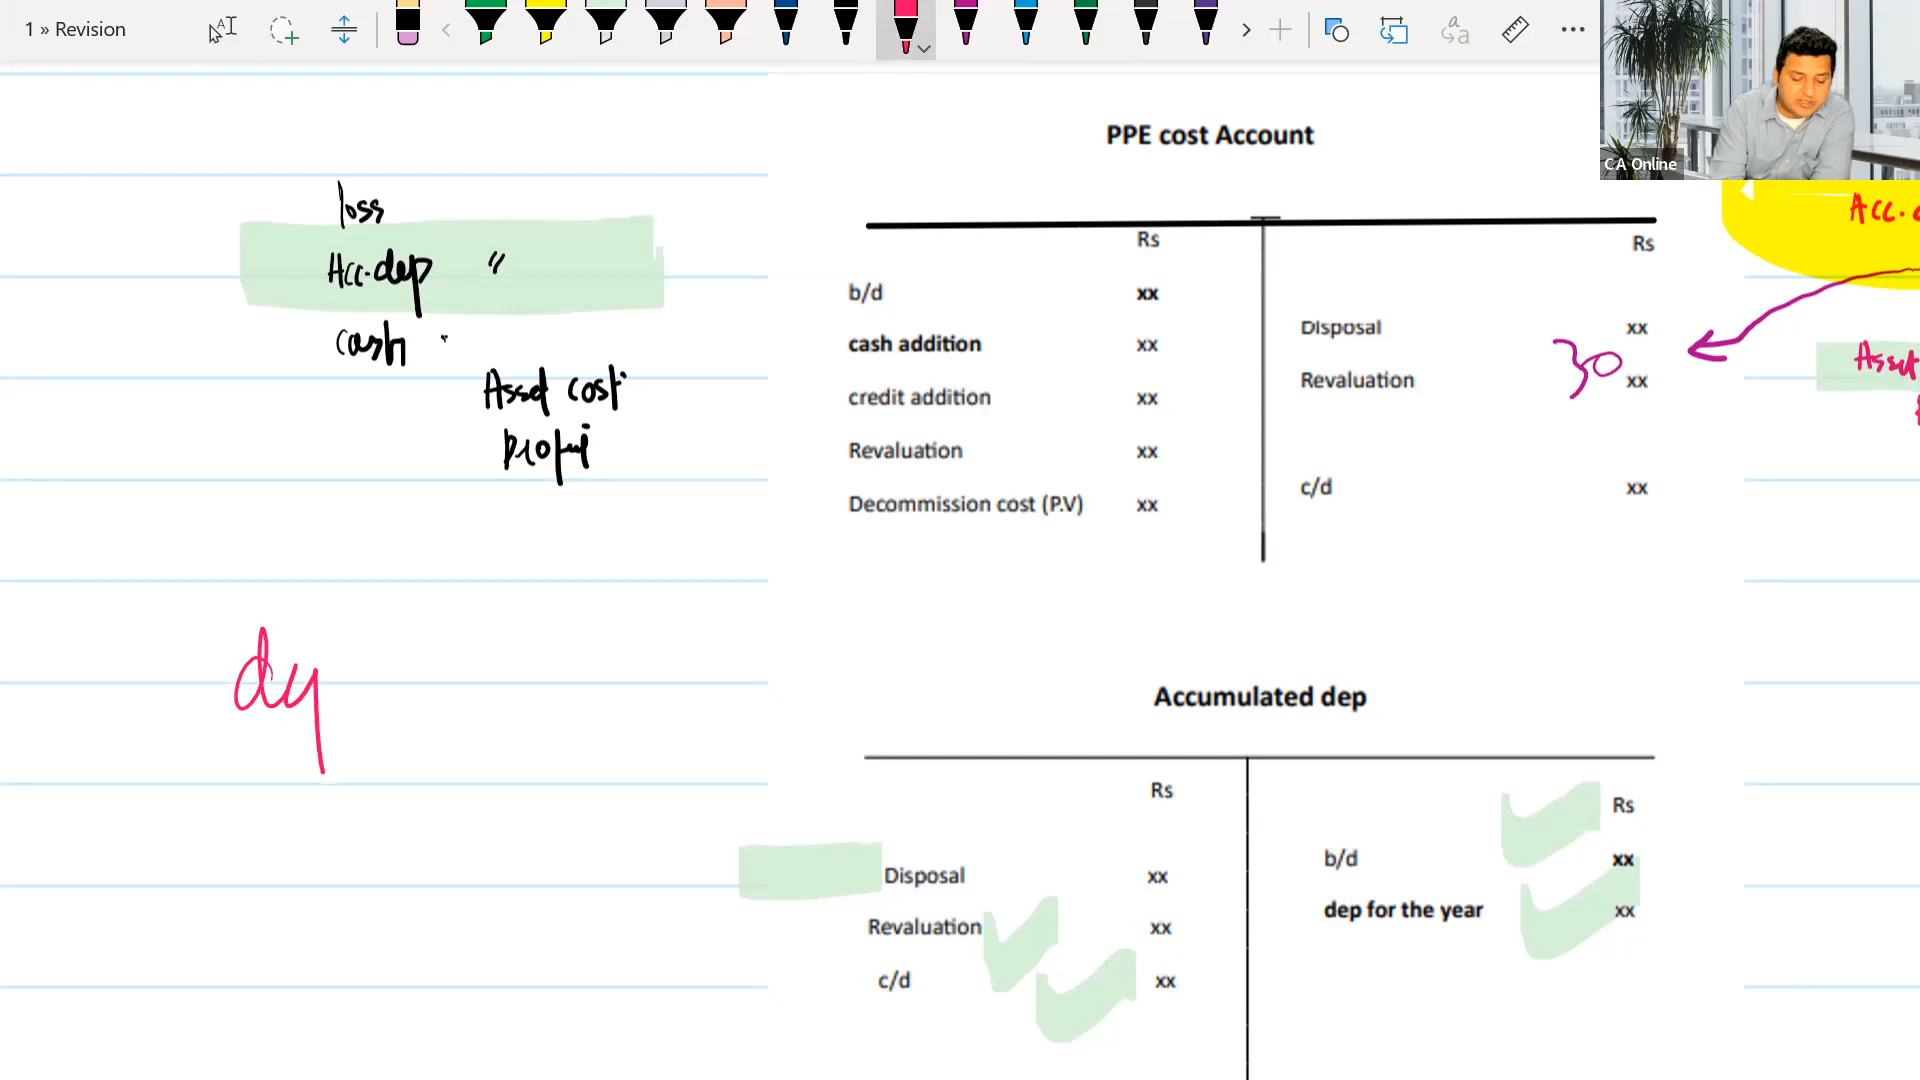 1 » Revision
CA Online
loss
Acc.dep "
cash "
Asset cost
dy
PPE cost Account
Rs
b/d xx
cash addition xx
credit addition xx
Revaluation xx
Decommission cost (P.V) xx
Rs
Disposal xx
30
Revaluation xx
c/d xx
Acc.
Asset
Accumulated dep
Rs
Disposal xx
Revaluation xx
c/d xx
Rs
b/d xx
dep for the year xx